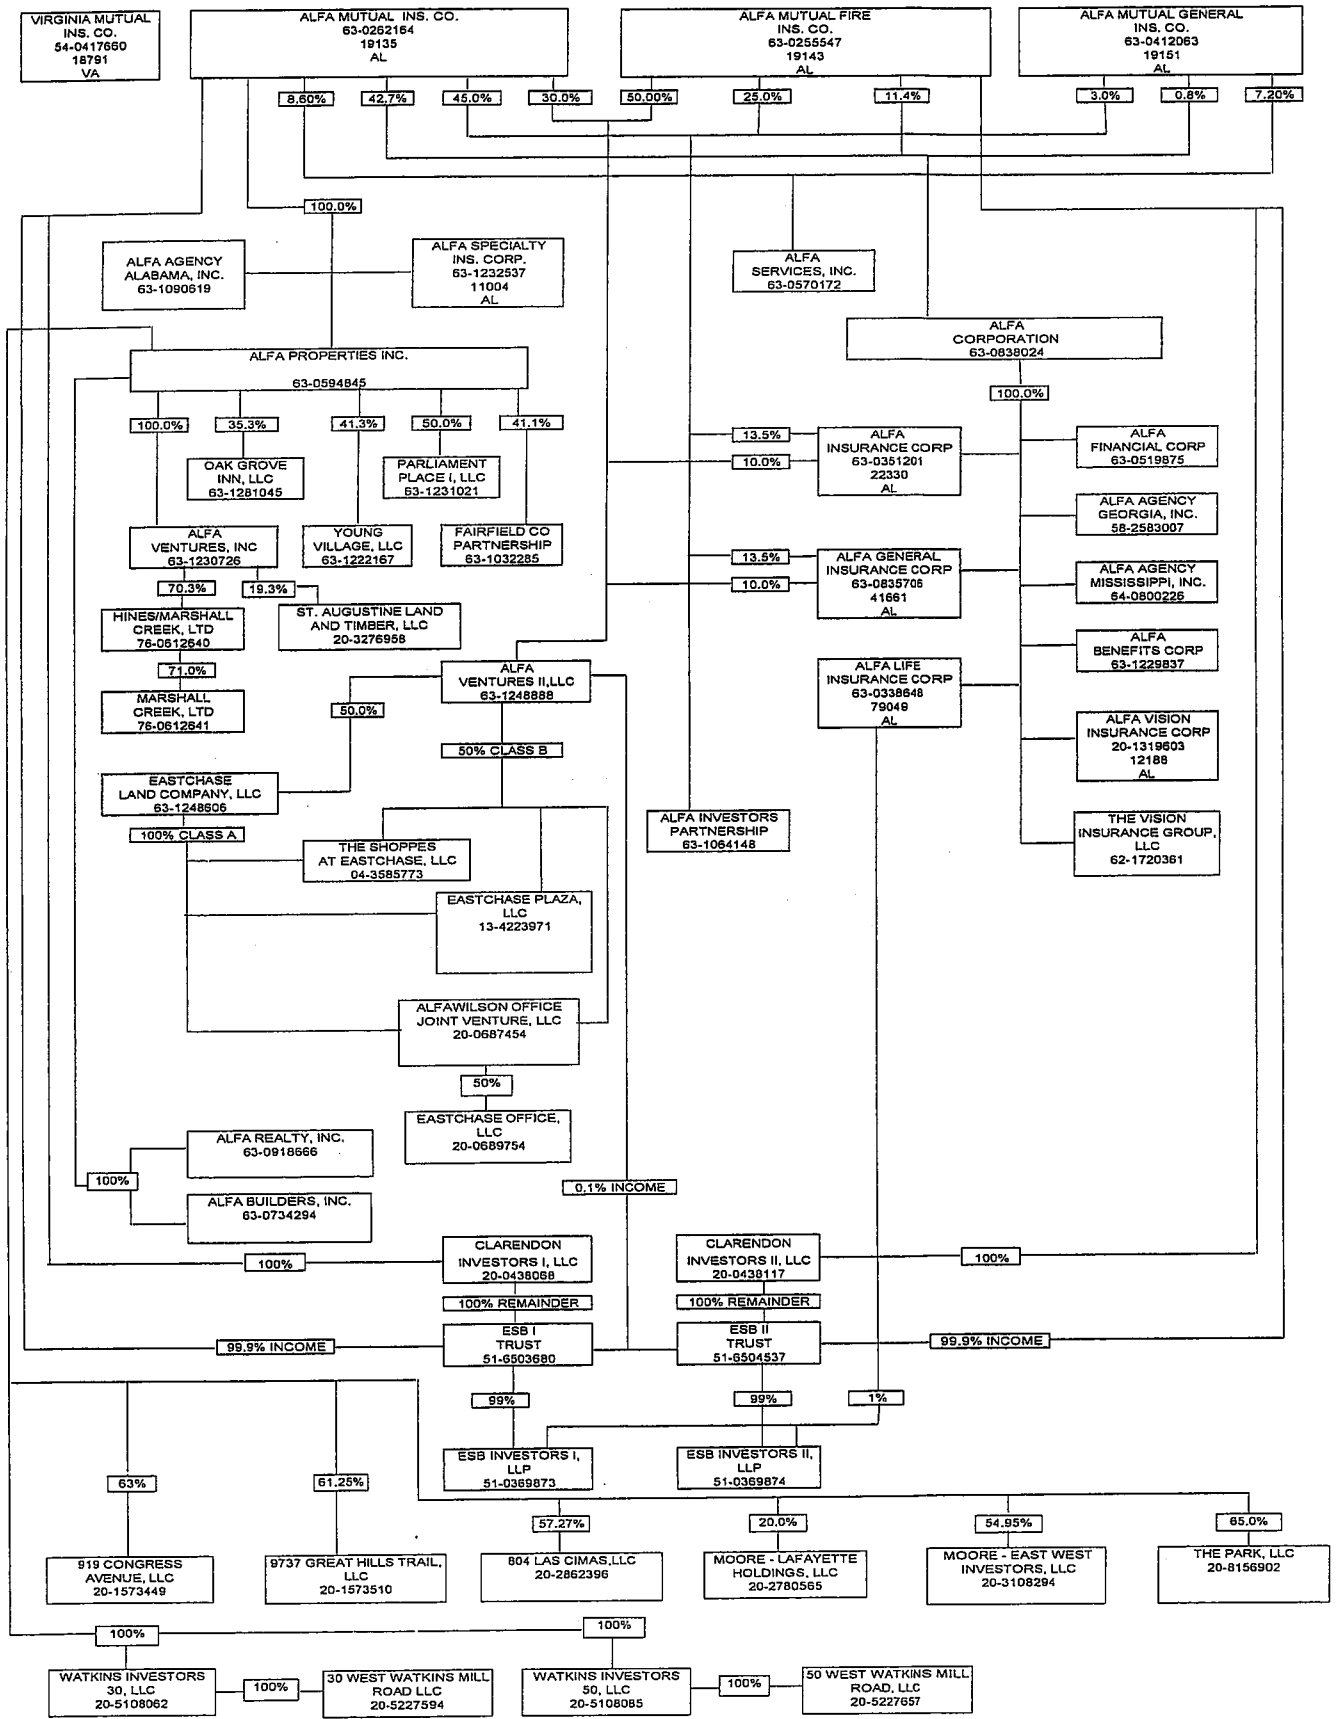 VIRGINIA MUTUAL
INS. CO.
54-0417660
18791
VA
ALFA MUTUAL INS. CO.
63-0262164
19135
AL
ALFA MUTUAL FIRE
INS. CO.
63-0255547
19143
AL
ALFA MUTUAL GENERAL
INS. CO.
63-0412063
19151
AL
8.60%
42.7%
45.0%
30.0%
50.00%
25.0%
11.4%
3.0%
0.8%
7.20%
100.0%
ALFA AGENCY
ALABAMA, INC.
63-1090619
ALFA SPECIALTY
INS. CORP.
63-1232537
11004
AL
ALFA
SERVICES, INC.
63-0570172
ALFA
CORPORATION
63-0838024
100.0%
ALFA PROPERTIES INC.
63-0594845
100.0%
35.3%
41.3%
50.0%
41.1%
OAK GROVE
INN, LLC
63-1281045
PARLIAMENT
PLACE I, LLC
63-1231021
ALFA
VENTURES, INC
63-1230726
YOUNG
VILLAGE, LLC
63-1222167
FAIRFIELD CO
PARTNERSHIP
63-1032285
13.5%
10.0%
ALFA
INSURANCE CORP
63-0351201
22330
AL
ALFA
FINANCIAL CORP
63-0519875
ALFA AGENCY
GEORGIA, INC.
58-2583007
13.5%
10.0%
ALFA GENERAL
INSURANCE CORP
63-0835706
41661
AL
ALFA AGENCY
MISSISSIPPI, INC.
64-0800226
70.3%
19.3%
HINES/MARSHALL
CREEK, LTD
76-0612640
ST. AUGUSTINE LAND
AND TIMBER, LLC
20-3276958
71.0%
MARSHALL
CREEK, LTD
76-0612641
ALFA
VENTURES II,LLC
63-1248888
ALFA LIFE
INSURANCE CORP
63-0338648
79049
AL
ALFA
BENEFITS CORP
63-1229837
50.0%
50% CLASS B
ALFA VISION
INSURANCE CORP
20-1319603
12188
AL
EASTCHASE
LAND COMPANY, LLC
63-1248606
100% CLASS A
THE SHOPPES
AT EASTCHASE, LLC
04-3585773
ALFA INVESTORS
PARTNERSHIP
63-1064148
THE VISION
INSURANCE GROUP,
LLC
62-1720361
EASTCHASE PLAZA,
LLC
13-4223971
ALFAWILSON OFFICE
JOINT VENTURE, LLC
20-0687454
50%
EASTCHASE OFFICE,
LLC
20-0689754
ALFA REALTY, INC.
63-0918666
100%
ALFA BUILDERS, INC.
63-0734294
0.1% INCOME
100%
CLARENDON
INVESTORS I, LLC
20-0438068
CLARENDON
INVESTORS II, LLC
20-0438117
100%
100% REMAINDER
100% REMAINDER
99.9% INCOME
ESB I
TRUST
51-6503680
ESB II
TRUST
51-6504537
99.9% INCOME
99%
99%
1%
ESB INVESTORS I,
LLP
51-0369873
ESB INVESTORS II,
LLP
51-0369874
63%
61.25%
57.27%
20.0%
54.95%
65.0%
919 CONGRESS
AVENUE, LLC
20-1573449
9737 GREAT HILLS TRAIL,
LLC
20-1573510
804 LAS CIMAS,LLC
20-2862396
MOORE - LAFAYETTE
HOLDINGS, LLC
20-2780565
MOORE - EAST WEST
INVESTORS, LLC
20-3108294
THE PARK, LLC
20-8156902
100%
100%
WATKINS INVESTORS
30, LLC
20-5108062
100%
30 WEST WATKINS MILL
ROAD LLC
20-5227594
WATKINS INVESTORS
50, LLC
20-5108085
100%
50 WEST WATKINS MILL
ROAD, LLC
20-5227657